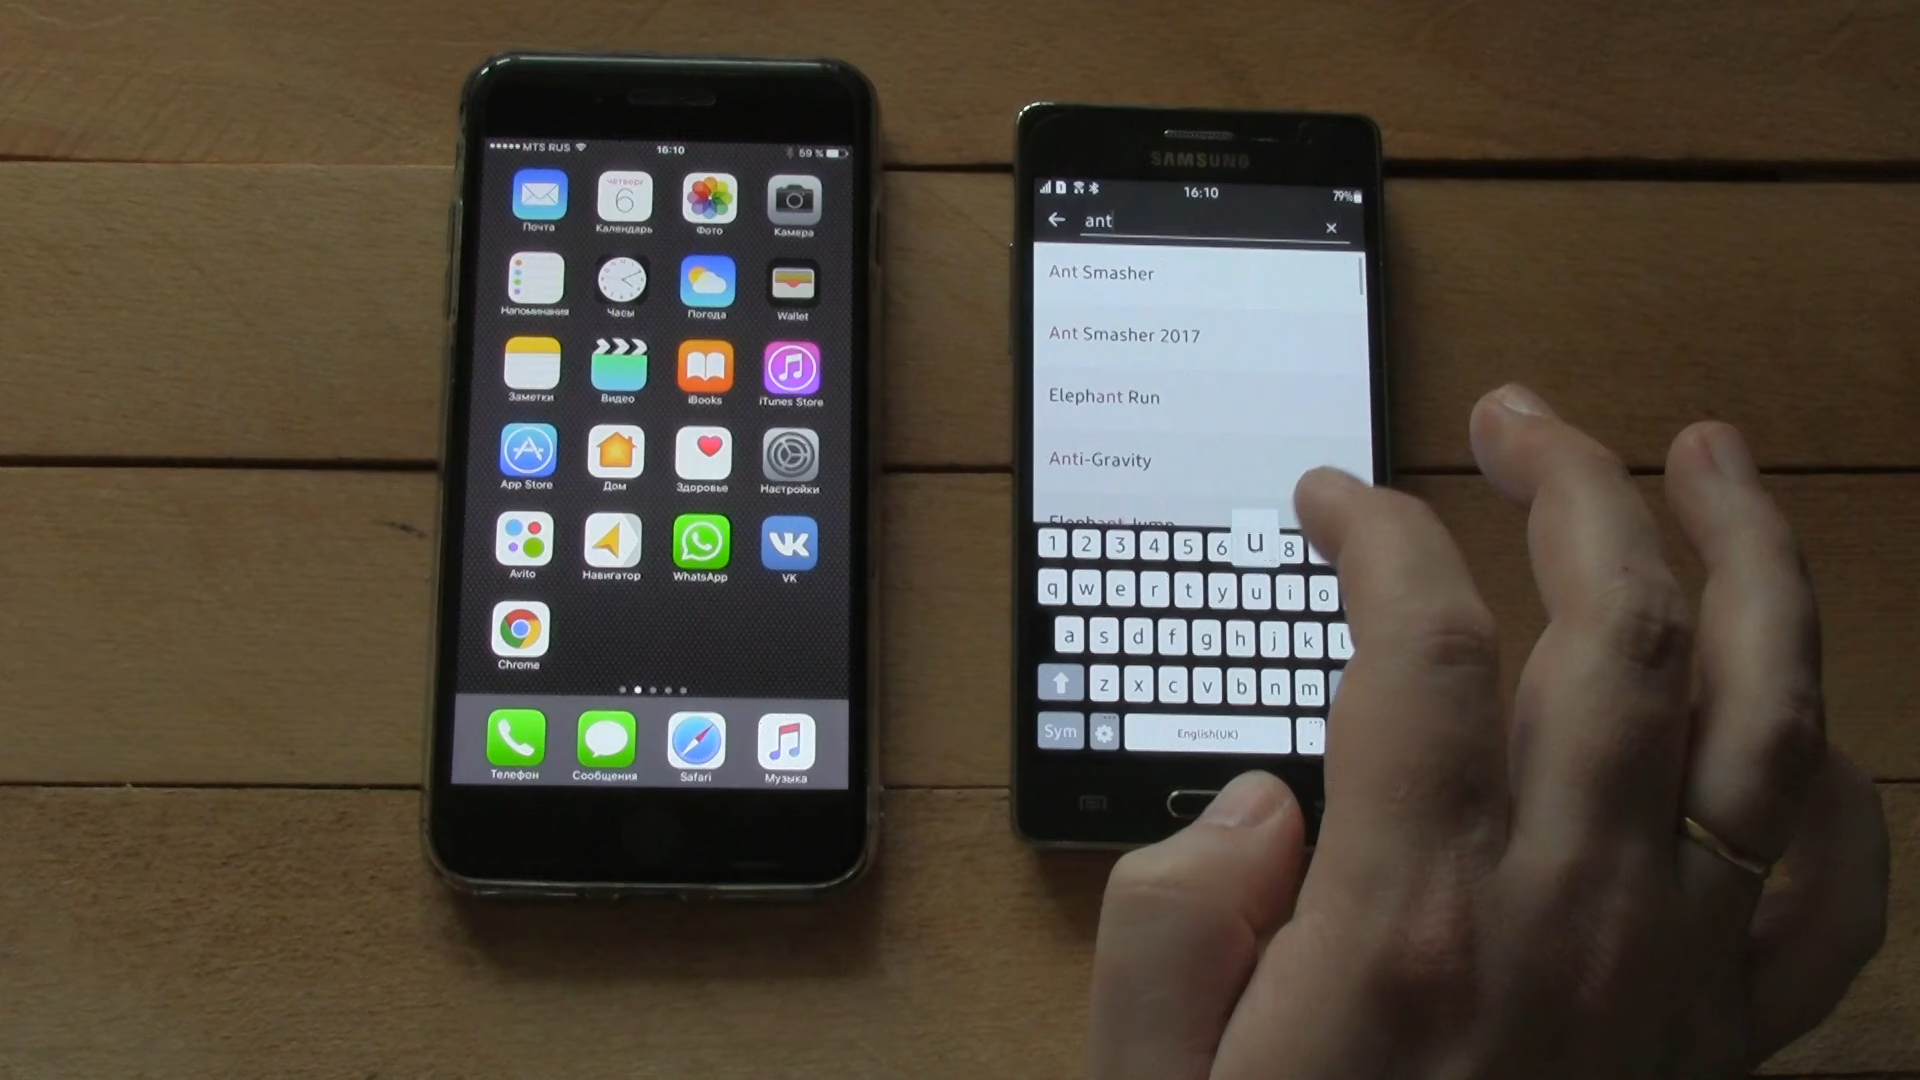 MTS RUS 16:10 59 %
четверг
6
Почта Календарь Фото Камера
Напоминания Часы Погода Wallet
Заметки Видео iBooks iTunes Store
App Store Дом Здоровье Настройки
Avito Навигатор WhatsApp VK
Chrome
Телефон Сообщения Safari Музыка
SAMSUNG
16:10 79%
ant
Ant Smasher
Ant Smasher 2017
Elephant Run
Anti-Gravity
Elephant Jump
1 2 3 4 5 6 u 8
q w e r t y u i o
a s d f g h j k l
z x c v b n m
Sym English(UK) .